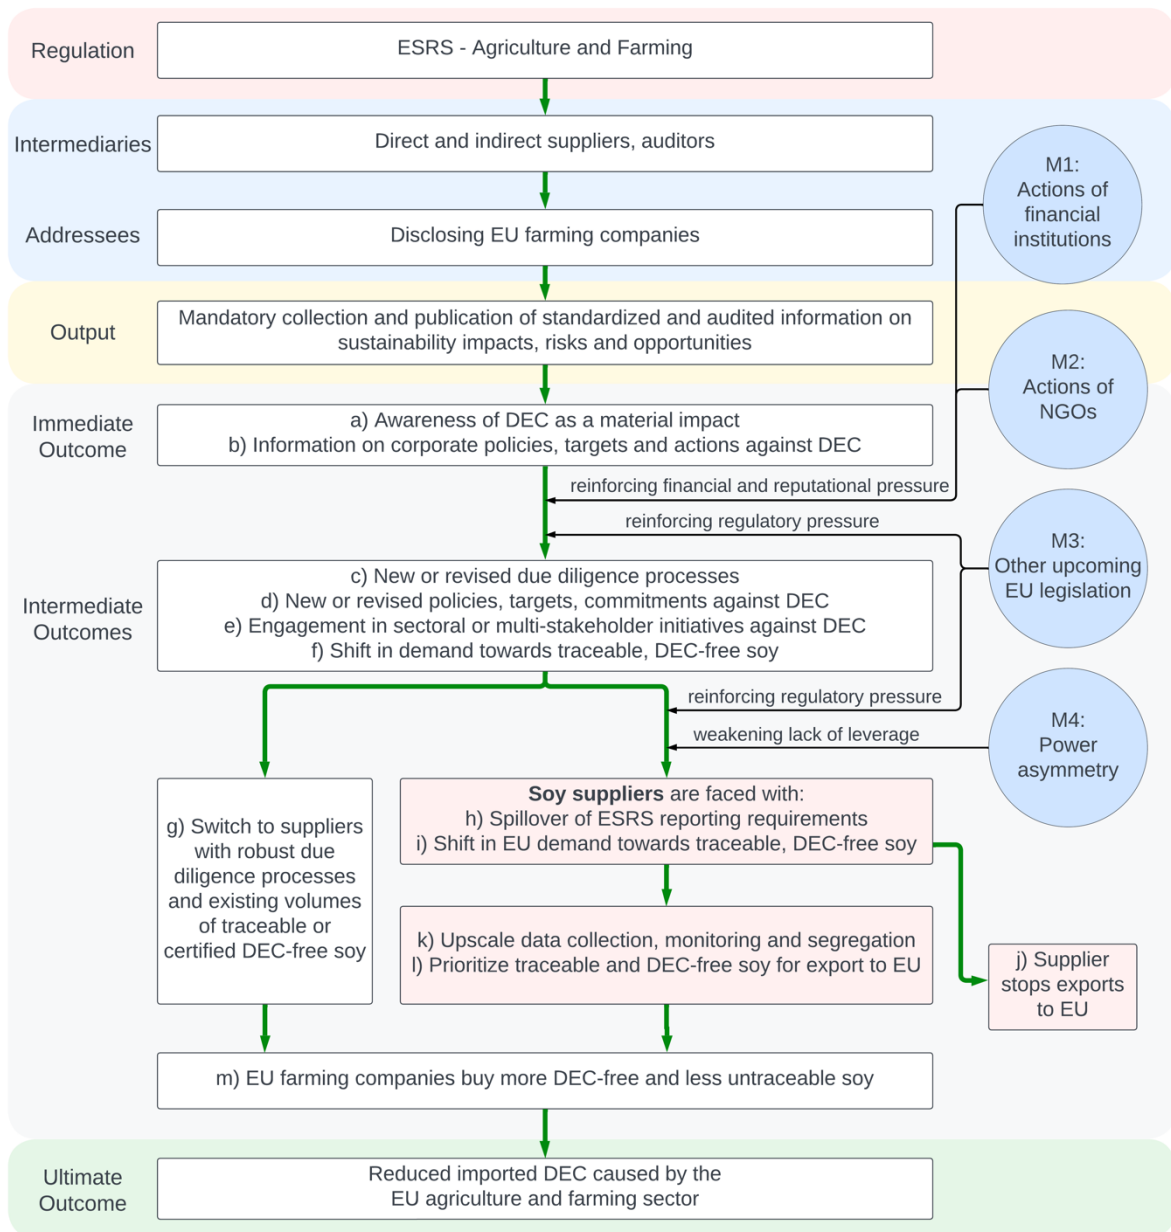 Regulation
ESRS - Agriculture and Farming
Intermediaries
Direct and indirect suppliers, auditors
M1:
Actions of
financial
institutions
Addressees
Disclosing EU farming companies
Output
Mandatory collection and publication of standardized and audited information on
sustainability impacts, risks and opportunities
M2:
Actions of
NGOs
Immediate
Outcome
a) Awareness of DEC as a material impact
b) Information on corporate policies, targets and actions against DEC
reinforcing financial and reputational pressure
reinforcing regulatory pressure
M3:
Other upcoming
EU legislation
Intermediate
Outcomes
c) New or revised due diligence processes
d) New or revised policies, targets, commitments against DEC
e) Engagement in sectoral or multi-stakeholder initiatives against DEC
f) Shift in demand towards traceable, DEC-free soy
reinforcing regulatory pressure
weakening lack of leverage
M4:
Power
asymmetry
g) Switch to suppliers
with robust due
diligence processes
and existing volumes
of traceable or
certified DEC-free soy
Soy suppliers are faced with:
h) Spillover of ESRS reporting requirements
i) Shift in EU demand towards traceable, DEC-free soy
k) Upscale data collection, monitoring and segregation
l) Prioritize traceable and DEC-free soy for export to EU
j) Supplier
stops exports
to EU
m) EU farming companies buy more DEC-free and less untraceable soy
Ultimate
Outcome
Reduced imported DEC caused by the
EU agriculture and farming sector